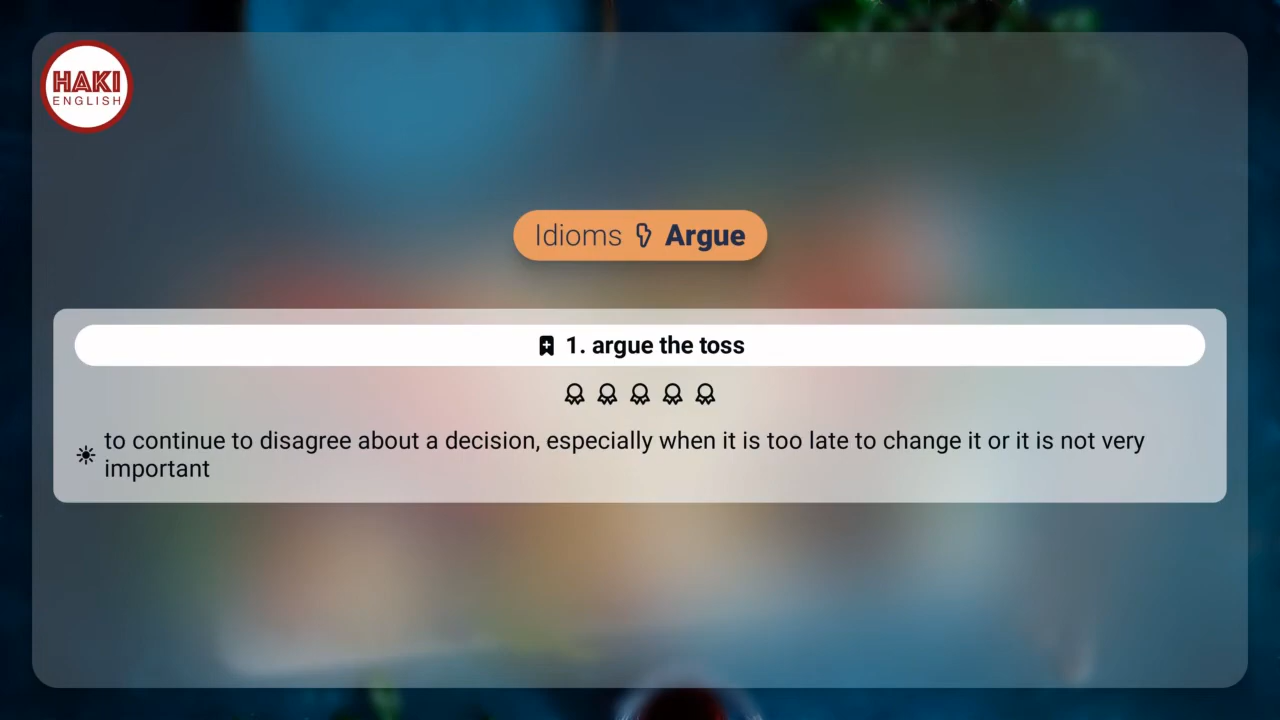 HAKI
ENGLISH
Idioms Argue
1. argue the toss
to continue to disagree about a decision, especially when it is too late to change it or it is not very
important